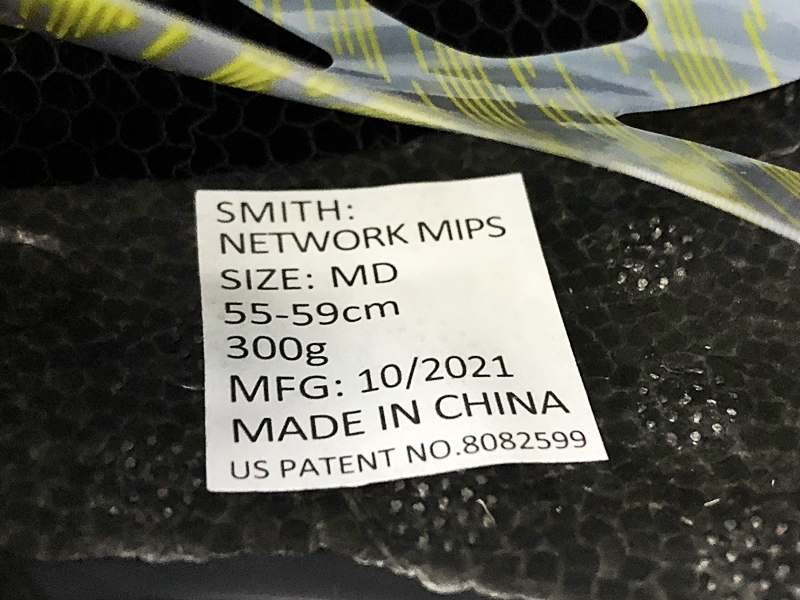 SMITH:
NETWORK MIPS
SIZE: MD
55-59cm
300g
MFG: 10/2021
MADE IN CHINA
US PATENT NO.8082599